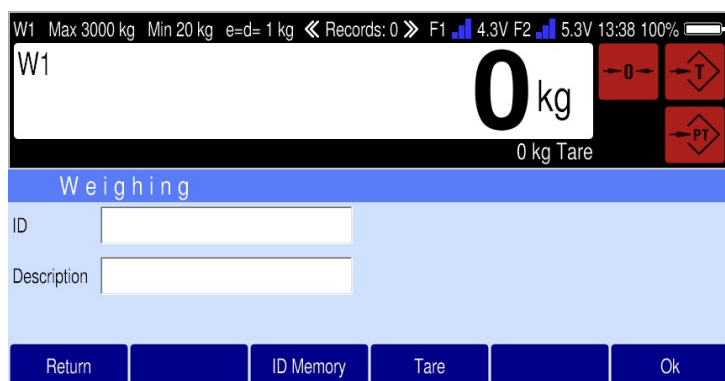 W1 Max 3000 kg Min 20 kg e=d= 1 kg ≪ Records: 0 ≫ F1 4.3V F2 5.3V 13:38 100%
W1
0 kg
→0←
→T
→PT
0 kg Tare
Weighing
ID
Description
Return ID Memory Tare Ok